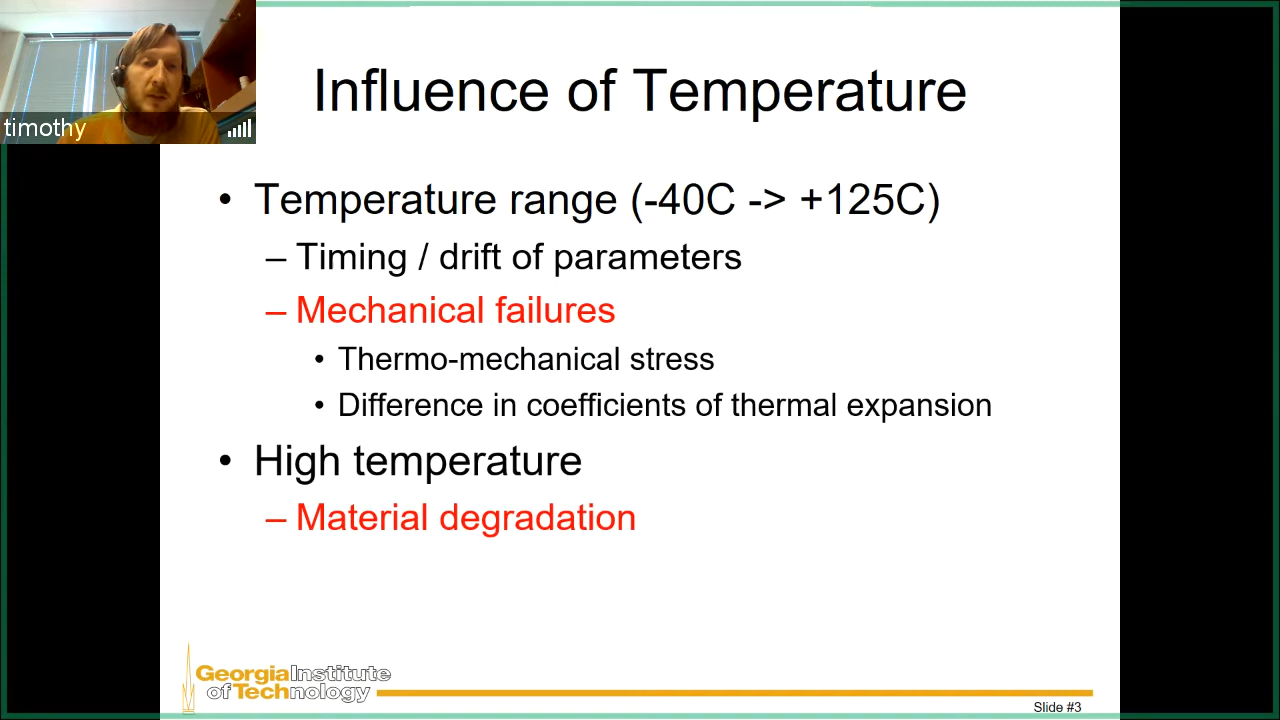 timothy
Influence of Temperature
• Temperature range (-40C -> +125C)
– Timing / drift of parameters
– Mechanical failures
• Thermo-mechanical stress
• Difference in coefficients of thermal expansion
• High temperature
– Material degradation
Georgia Institute
of Technology
Slide #3